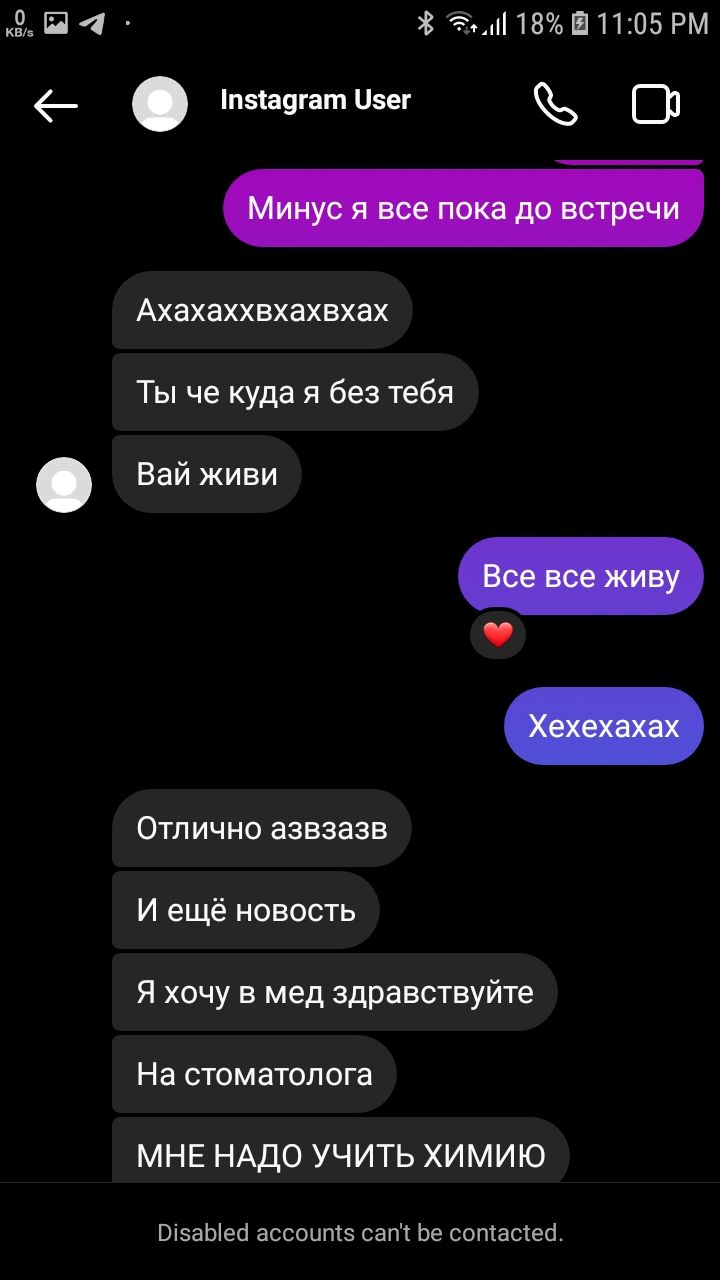 0
KB/s
18%
11:05 PM
Instagram User
Минус я все пока до встречи
Ахахаххвхахвхах
Ты че куда я без тебя
Вай живи
Все все живу
Хехехахах
Отлично азвзазв
И ещё новость
Я хочу в мед здравствуйте
На стоматолога
МНЕ НАДО УЧИТЬ ХИМИЮ
Disabled accounts can't be contacted.